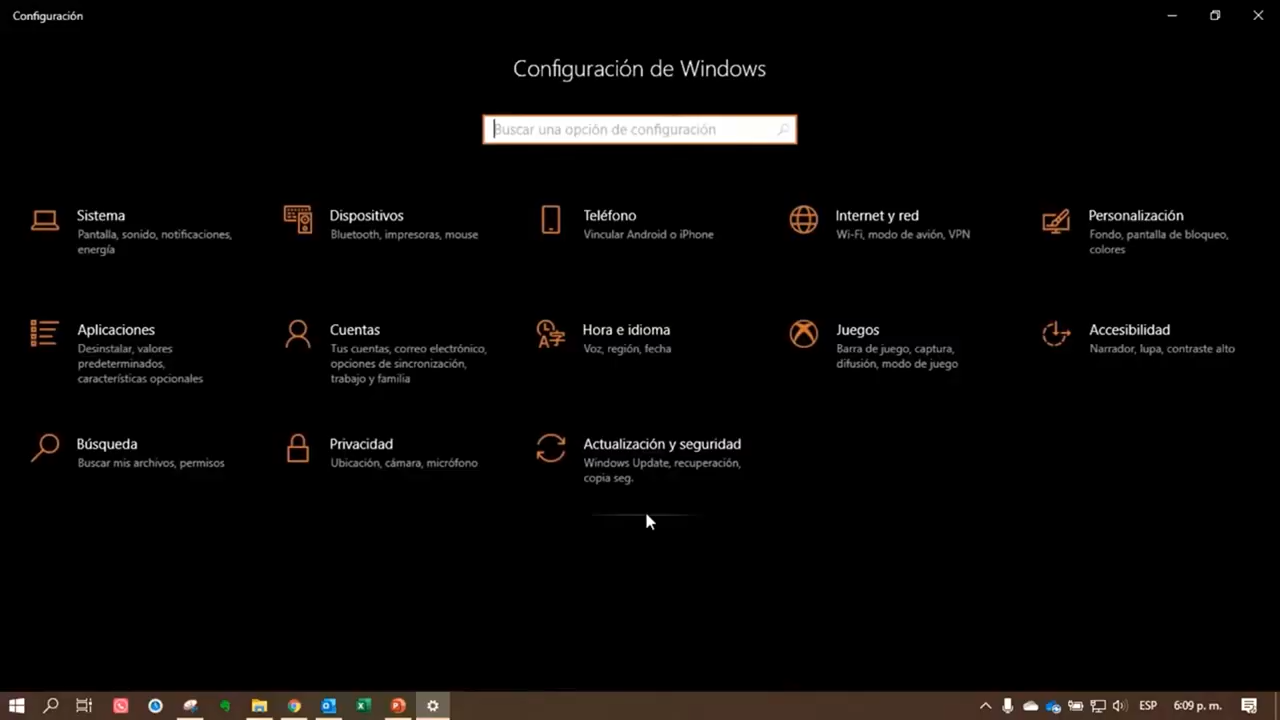 Configuración
Configuración de Windows
Buscar una opción de configuración
Sistema
Pantalla, sonido, notificaciones,
energía
Dispositivos
Bluetooth, impresoras, mouse
Teléfono
Vincular Android o iPhone
Internet y red
Wi-Fi, modo de avión, VPN
Personalización
Fondo, pantalla de bloqueo,
colores
Aplicaciones
Desinstalar, valores
predeterminados,
características opcionales
Cuentas
Tus cuentas, correo electrónico,
opciones de sincronización,
trabajo y familia
Hora e idioma
Voz, región, fecha
Juegos
Barra de juego, captura,
difusión, modo de juego
Accesibilidad
Narrador, lupa, contraste alto
Búsqueda
Buscar mis archivos, permisos
Privacidad
Ubicación, cámara, micrófono
Actualización y seguridad
Windows Update, recuperación,
copia seg.
ESP
6:09 p. m.